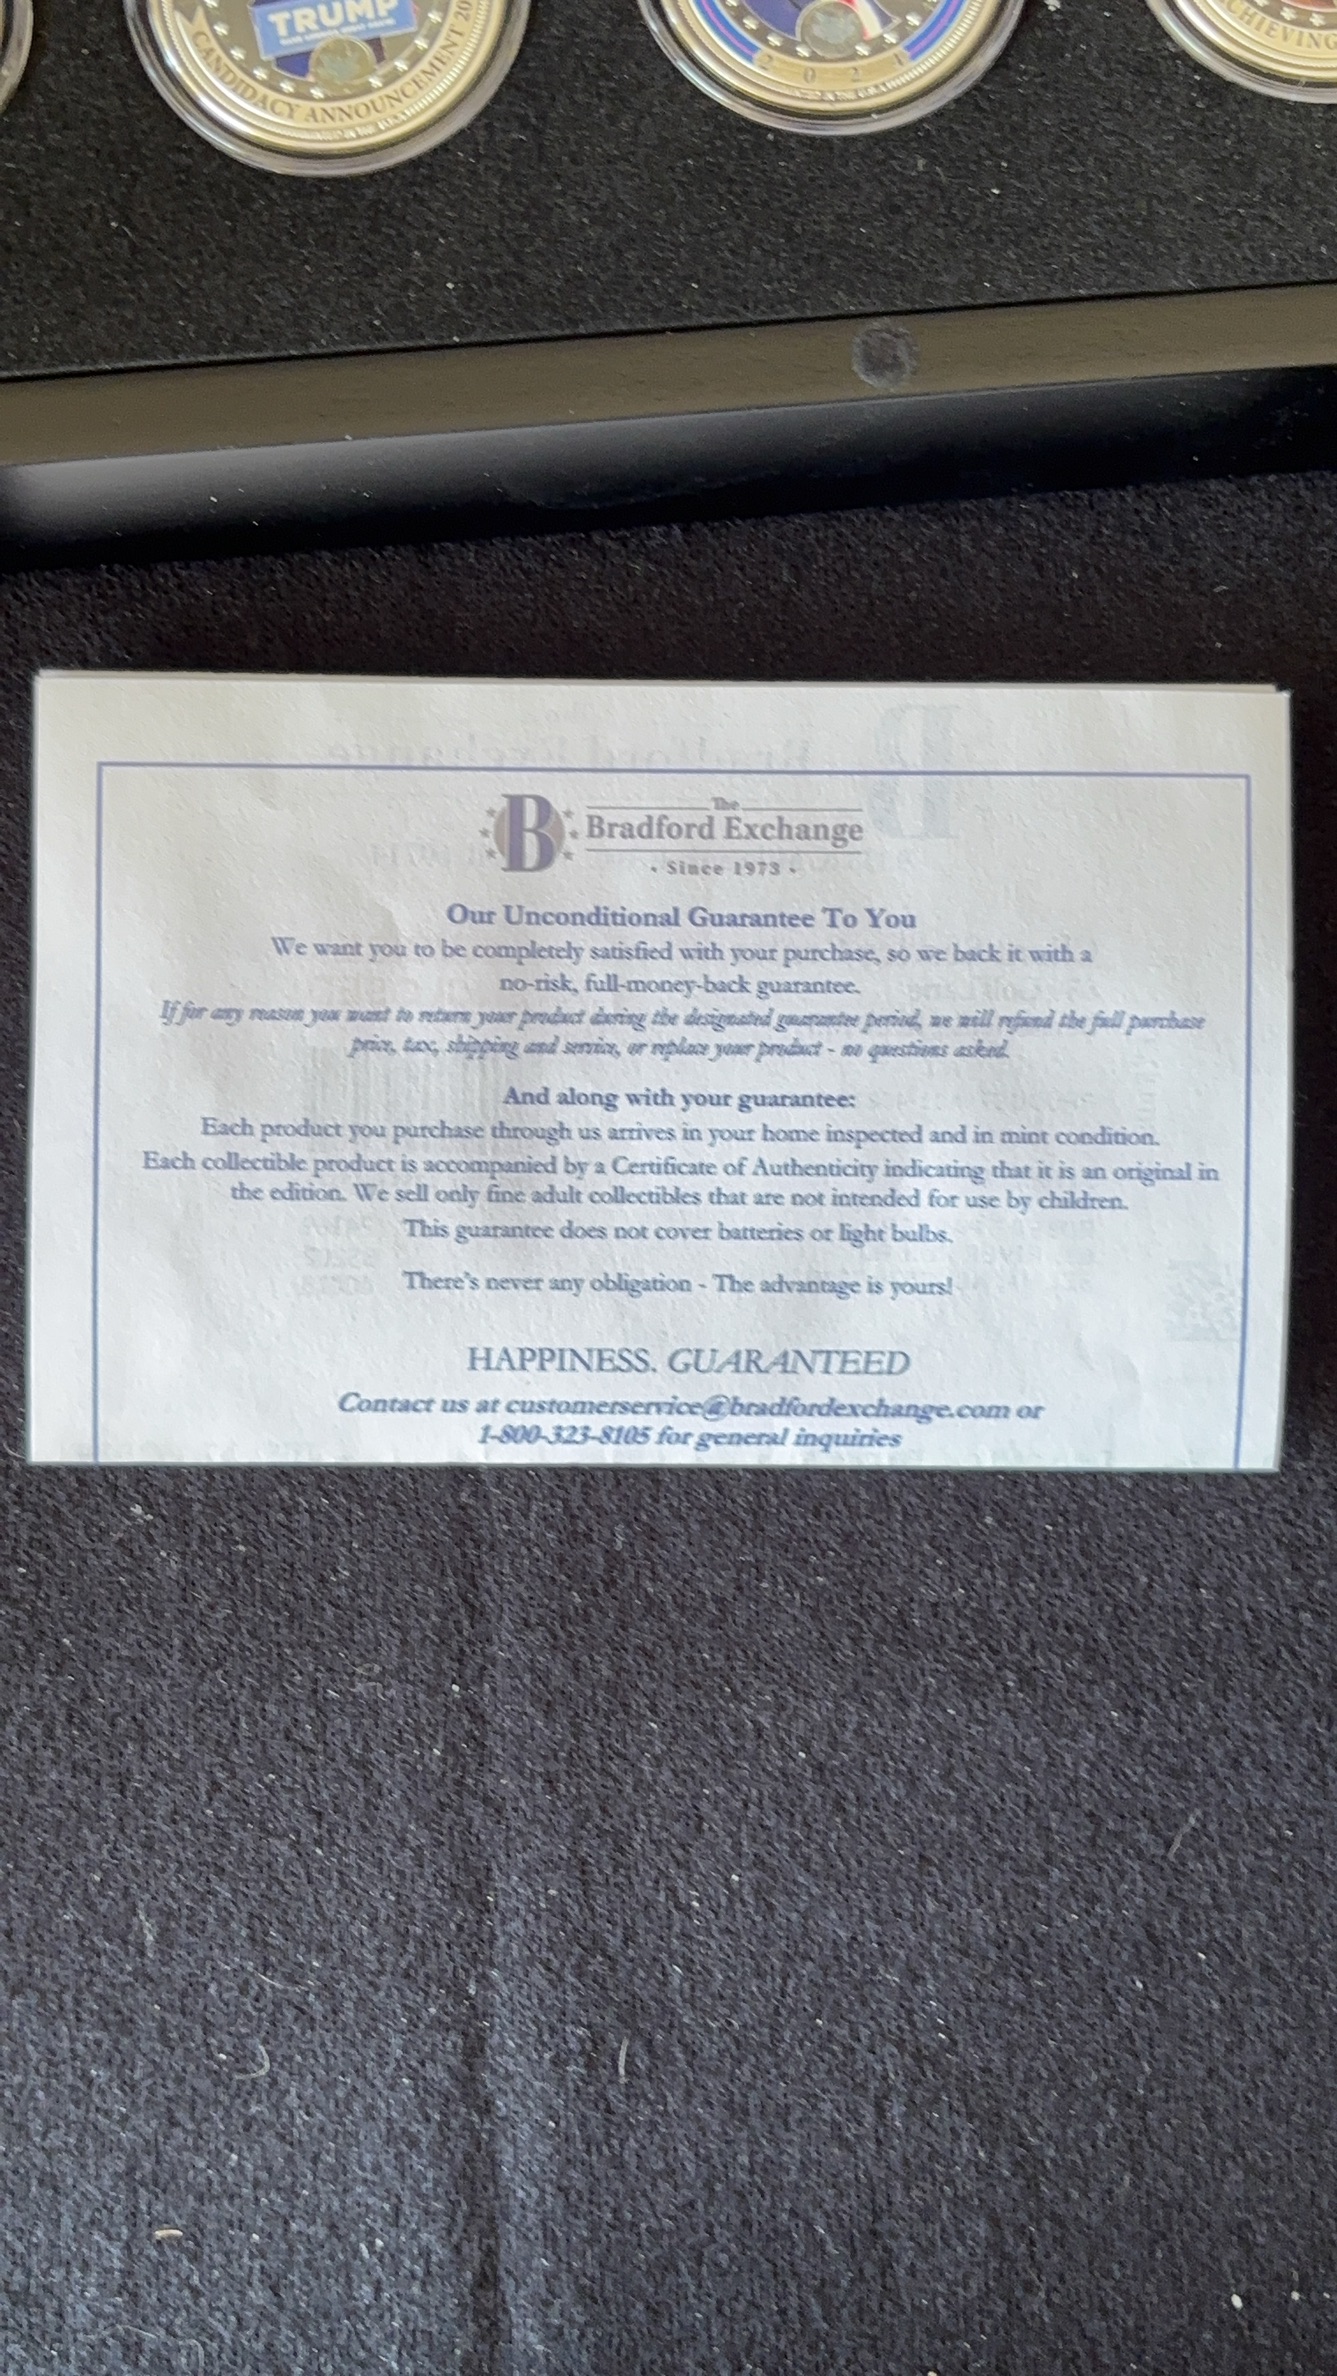 TRUMP
CANDIDACY ANNOUNCEMENT 20
2021
CHIEVING
The
Bradford Exchange
· Since 1973 ·
Our Unconditional Guarantee To You
We want you to be completely satisfied with your purchase, so we back it with a
no-risk, full-money-back guarantee.
If for any reason you want to return your product during the designated guarantee period, we will refund the full purchase
price, tax, shipping and service, or replace your product - no questions asked.
And along with your guarantee:
Each product you purchase through us arrives in your home inspected and in mint condition.
Each collectible product is accompanied by a Certificate of Authenticity indicating that it is an original in
the edition. We sell only fine adult collectibles that are not intended for use by children.
This guarantee does not cover batteries or light bulbs.
There's never any obligation - The advantage is yours!
HAPPINESS. GUARANTEED
Contact us at customerservice@bradfordexchange.com or
1-800-323-8105 for general inquiries